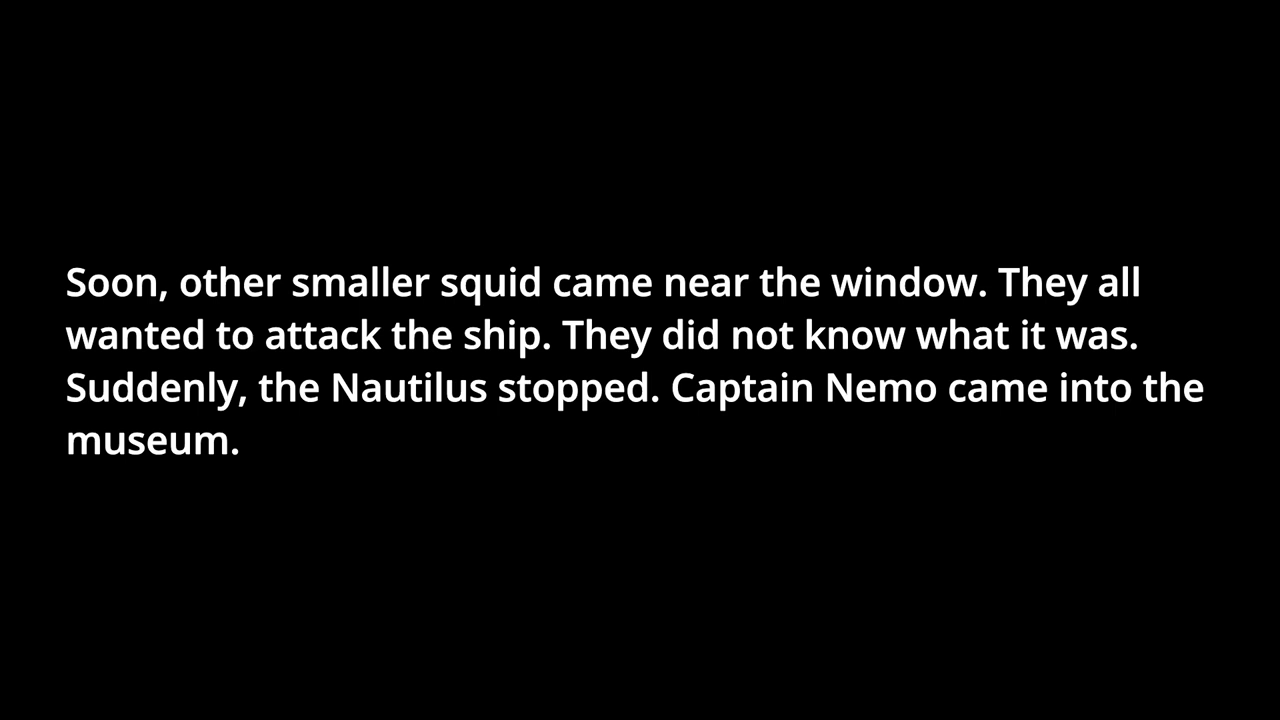 Soon, other smaller squid came near the window. They all
wanted to attack the ship. They did not know what it was.
Suddenly, the Nautilus stopped. Captain Nemo came into the
museum.